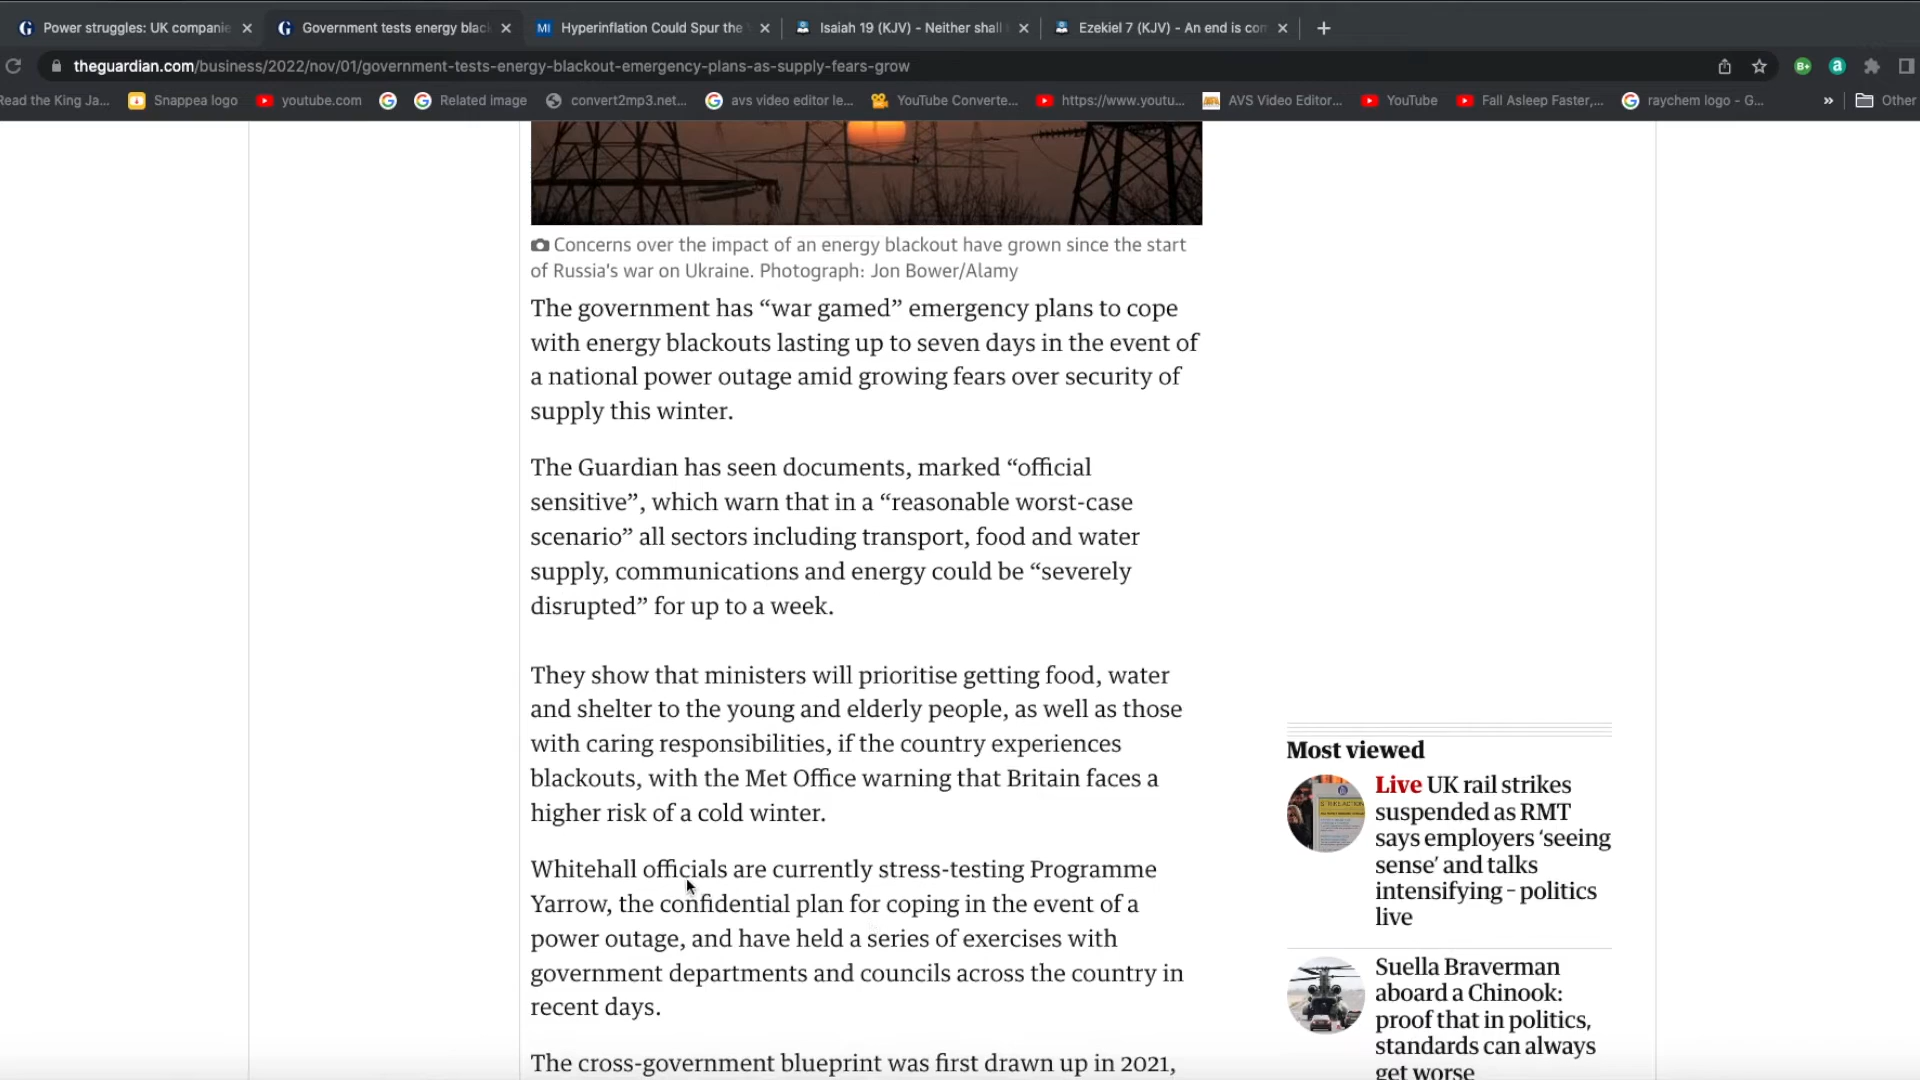 Power struggles: UK companie
Government tests energy blac
Hyperinflation Could Spur the
Isaiah 19 (KJV) - Neither shall
Ezekiel 7 (KJV) - An end is con
theguardian.com/business/2022/nov/01/government-tests-energy-blackout-emergency-plans-as-supply-fears-grow
Read the King Ja...
Snappea logo
youtube.com
Related image
convert2mp3.net...
avs video editor le...
YouTube Converte...
https://www.youtu...
AVS Video Editor...
YouTube
Fall Asleep Faster,...
raychem logo - G...
»
Other
Concerns over the impact of an energy blackout have grown since the start
of Russia's war on Ukraine. Photograph: Jon Bower/Alamy
The government has “war gamed” emergency plans to cope
with energy blackouts lasting up to seven days in the event of
a national power outage amid growing fears over security of
supply this winter.
The Guardian has seen documents, marked “official
sensitive”, which warn that in a “reasonable worst-case
scenario” all sectors including transport, food and water
supply, communications and energy could be “severely
disrupted” for up to a week.
They show that ministers will prioritise getting food, water
and shelter to the young and elderly people, as well as those
with caring responsibilities, if the country experiences
blackouts, with the Met Office warning that Britain faces a
higher risk of a cold winter.
Whitehall officials are currently stress-testing Programme
Yarrow, the confidential plan for coping in the event of a
power outage, and have held a series of exercises with
government departments and councils across the country in
recent days.
The cross-government blueprint was first drawn up in 2021,
Most viewed
Live UK rail strikes
suspended as RMT
says employers ‘seeing
sense’ and talks
intensifying – politics
live
Suella Braverman
aboard a Chinook:
proof that in politics,
standards can always
get worse